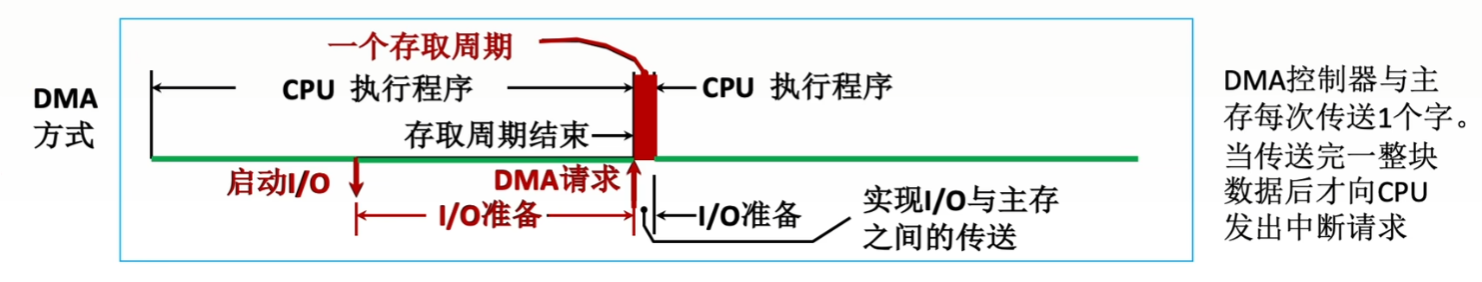 DMA
方式
一个存取周期
CPU 执行程序
CPU 执行程序
存取周期结束
启动I/O
DMA请求
I/O准备
I/O准备
实现I/O与主存
之间的传送
DMA控制器与主
存每次传送1个字。
当传送完一整块
数据后才向CPU
发出中断请求